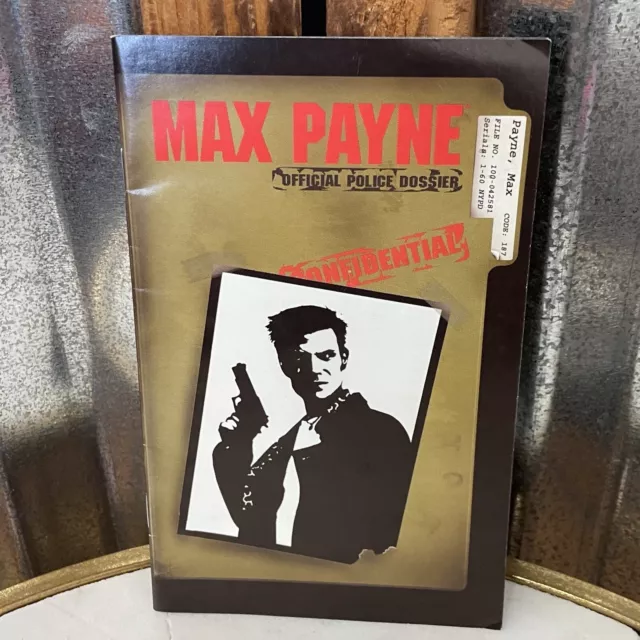 MAX PAYNE
OFFICIAL POLICE DOSSIER
Payne, Max CODE: 187
FILE NO. 100-042581
Serial#: 1-60 NYPD
CONFIDENTIAL